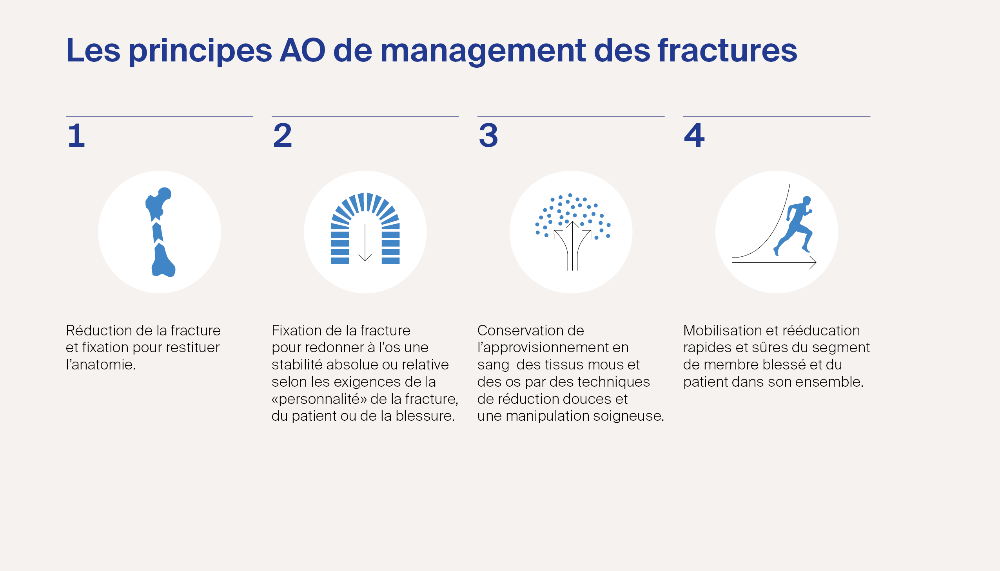 Les principes AO de management des fractures
1
Réduction de la fracture
et fixation pour restituer
l’anatomie.
2
Fixation de la fracture
pour redonner à l’os une
stabilité absolue ou relative
selon les exigences de la
«personnalité» de la fracture,
du patient ou de la blessure.
3
Conservation de
l’approvisionnement en
sang  des tissus mous et
des os par des techniques
de réduction douces et
une manipulation soigneuse.
4
Mobilisation et rééducation
rapides et sûres du segment
de membre blessé et du
patient dans son ensemble.